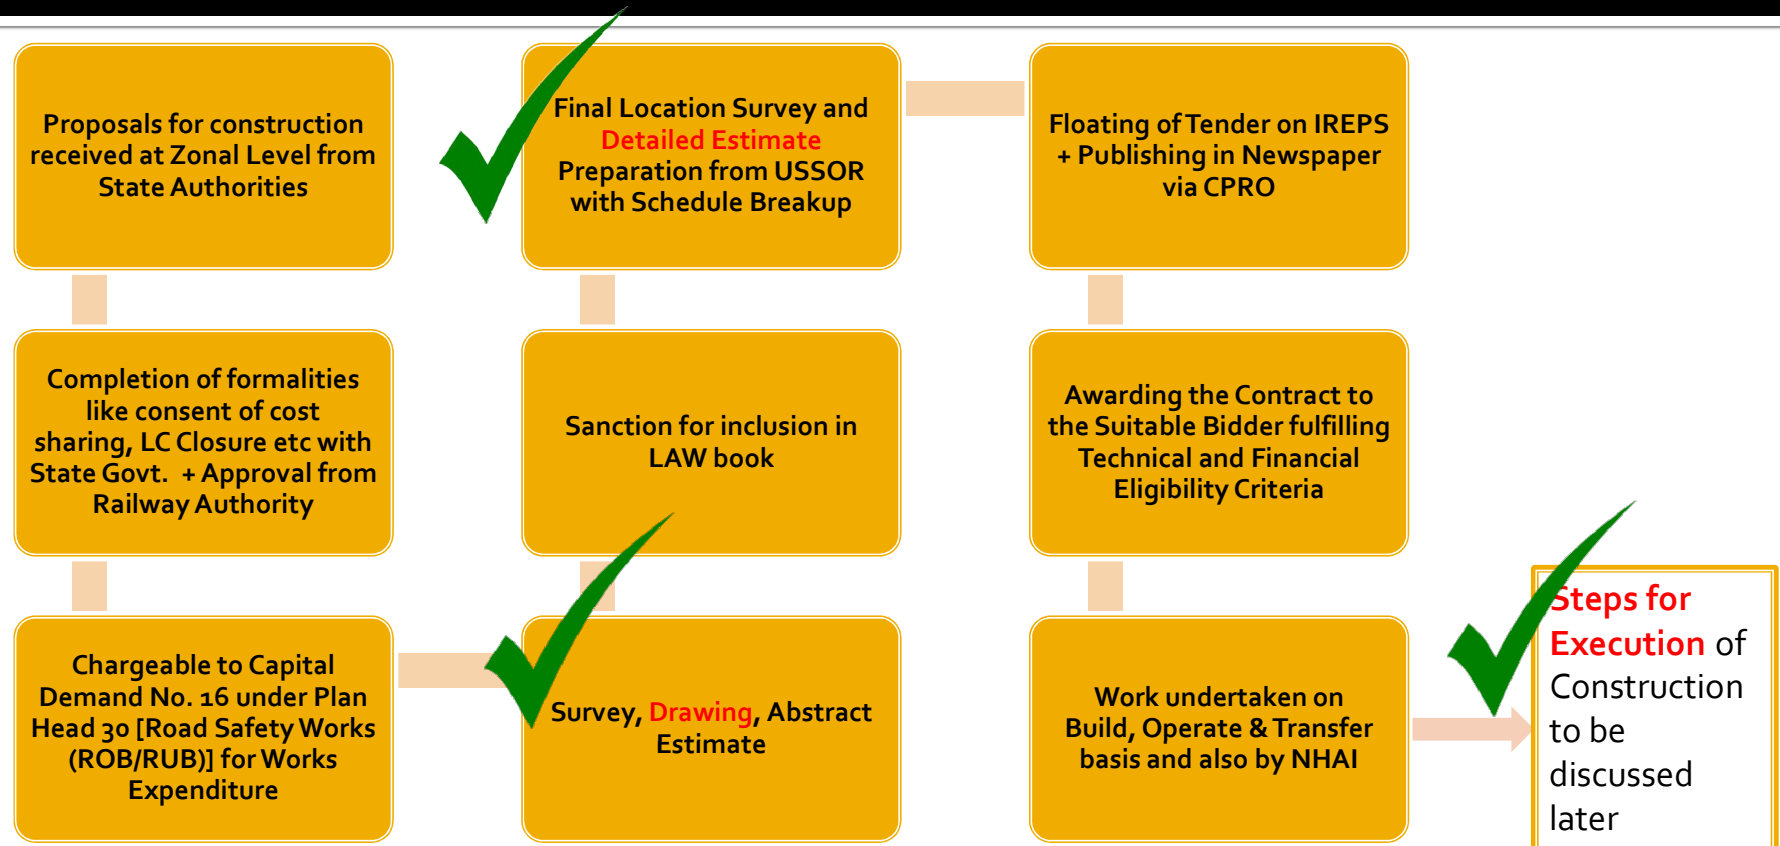 Proposals for construction
received at Zonal Level from
State Authorities
Completion of formalities
like consent of cost
sharing, LC Closure etc with
State Govt.  + Approval from
Railway Authority
Chargeable to Capital
Demand No. 16 under Plan
Head 30 [Road Safety Works
(ROB/RUB)] for Works
Expenditure
Survey, Drawing, Abstract
Estimate
Sanction for inclusion in
LAW book
Final Location Survey and
Detailed Estimate
Preparation from USSOR
with Schedule Breakup
Floating of Tender on IREPS
+ Publishing in Newspaper
via CPRO
Awarding the Contract to
the Suitable Bidder fulfilling
Technical and Financial
Eligibility Criteria
Work undertaken on
Build, Operate & Transfer
basis and also by NHAI
Steps for
Execution of
Construction
to be
discussed
later